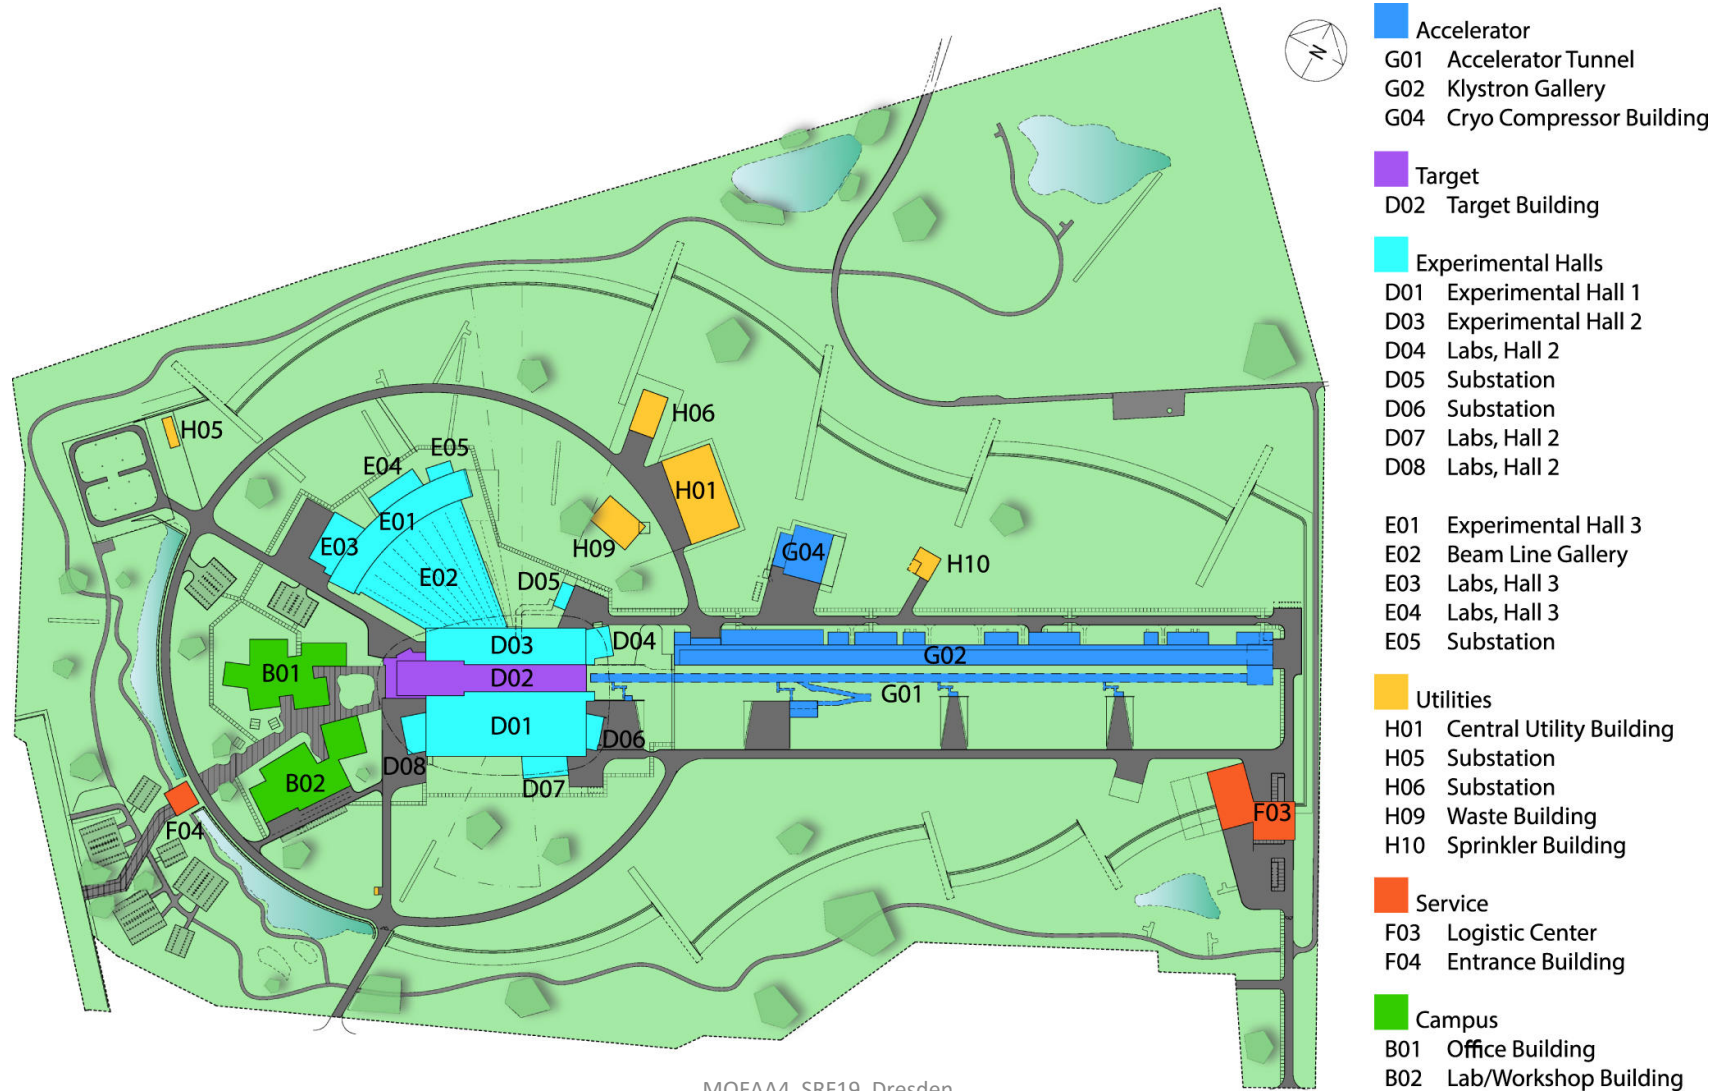 N
H06
H05
E05
E04
H01
E01
H09
E03
G04
H10
D05
E02
D03
D04
G02
B01
D02
G01
D01
D06
D08
B02
D07
F03
F04
MOFAA4 SRF19 Dresden
Accelerator
G01 Accelerator Tunnel
G02 Klystron Gallery
G04 Cryo Compressor Building
Target
D02 Target Building
Experimental Halls
D01 Experimental Hall 1
D03 Experimental Hall 2
D04 Labs, Hall 2
D05 Substation
D06 Substation
D07 Labs, Hall 2
D08 Labs, Hall 2
E01 Experimental Hall 3
E02 Beam Line Gallery
E03 Labs, Hall 3
E04 Labs, Hall 3
E05 Substation
Utilities
H01 Central Utility Building
H05 Substation
H06 Substation
H09 Waste Building
H10 Sprinkler Building
Service
F03 Logistic Center
F04 Entrance Building
Campus
B01 Office Building
B02 Lab/Workshop Building